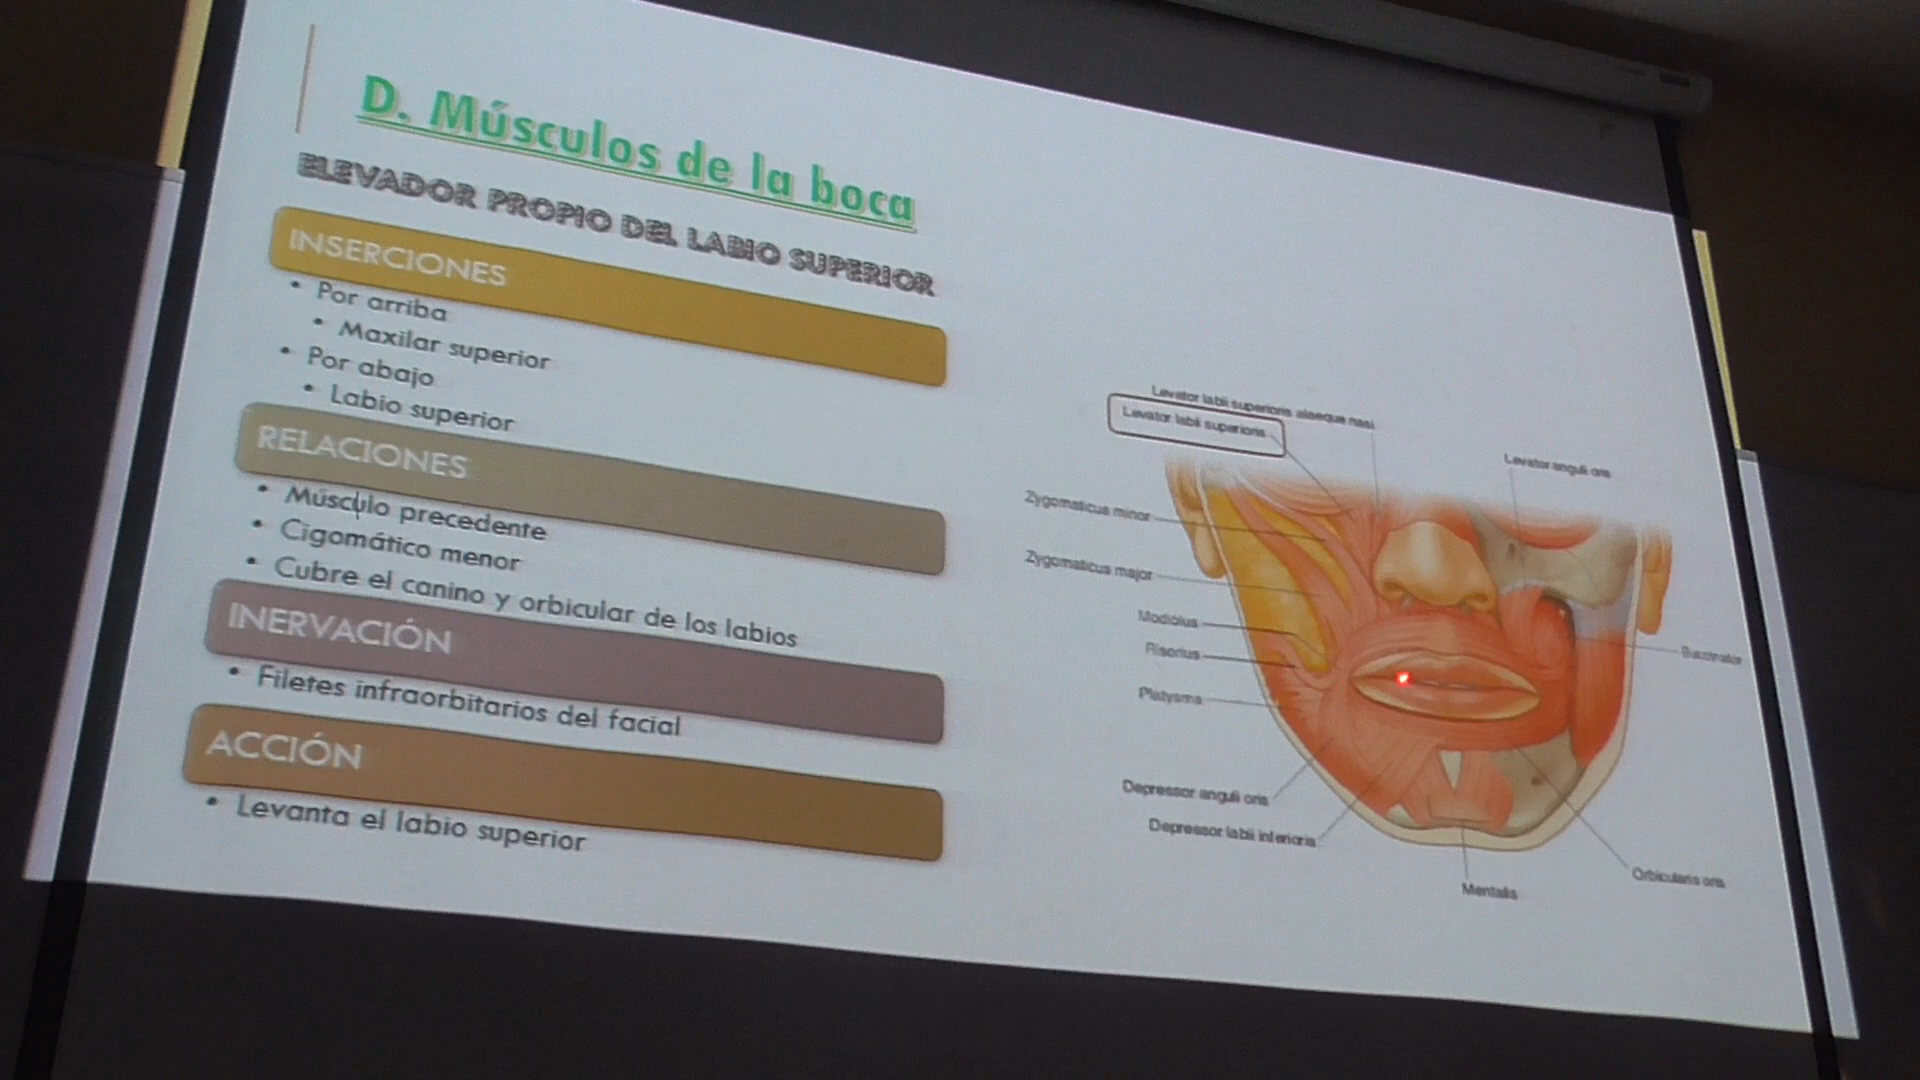 D. Músculos de la boca
ELEVADOR PROPIO DEL LABIO SUPERIOR
INSERCIONES
• Por arriba
• Maxilar superior
• Por abajo
• Labio superior
RELACIONES
• Músculo precedente
• Cigomático menor
• Cubre el canino y orbicular de los labios
INERVACIÓN
• Filetes infraorbitarios del facial
ACCIÓN
• Levanta el labio superior
Levator labii superioris alaeque nasi
Levator labii superioris
Levator anguli oris
Zygomaticus minor
Zygomaticus major
Modiolus
Risorius
Buccinator
Platysma
Depressor anguli oris
Depressor labii inferioris
Orbicularis oris
Mentalis